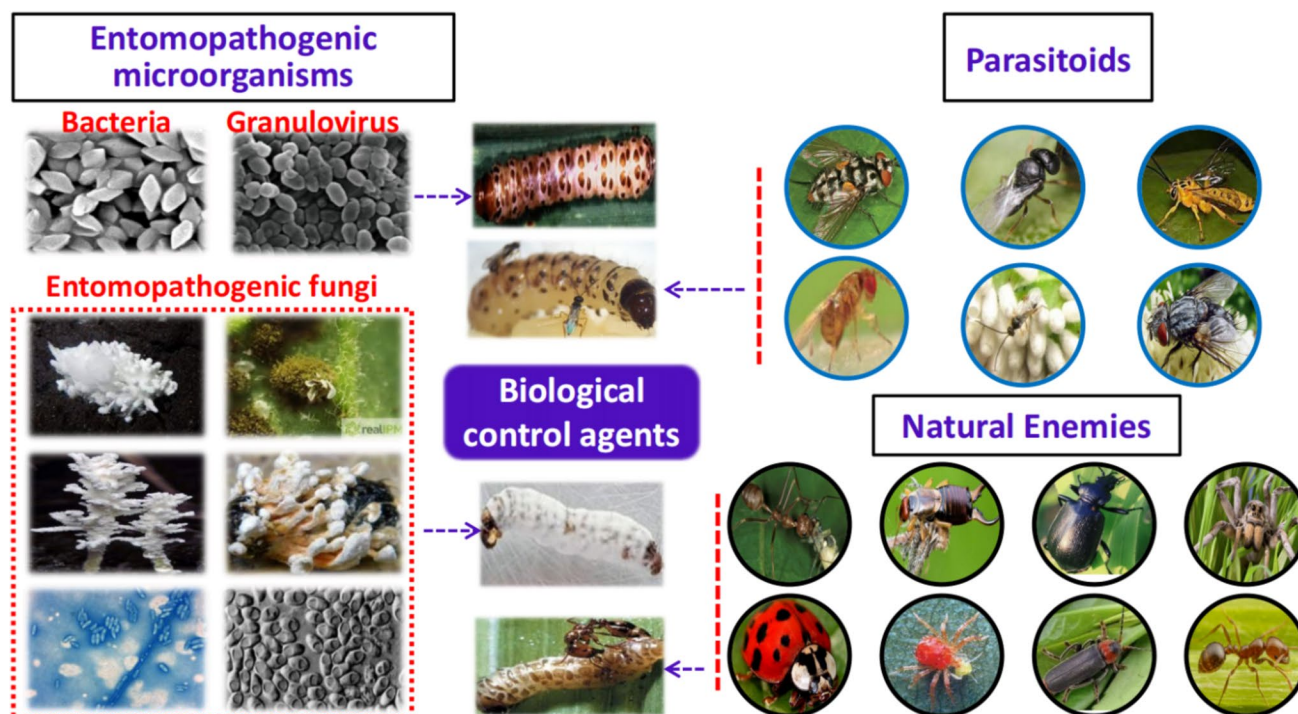 Entomopathogenic
microorganisms
Bacteria
Granulovirus
Entomopathogenic fungi
realIPM
Biological
control agents
Parasitoids
Natural Enemies